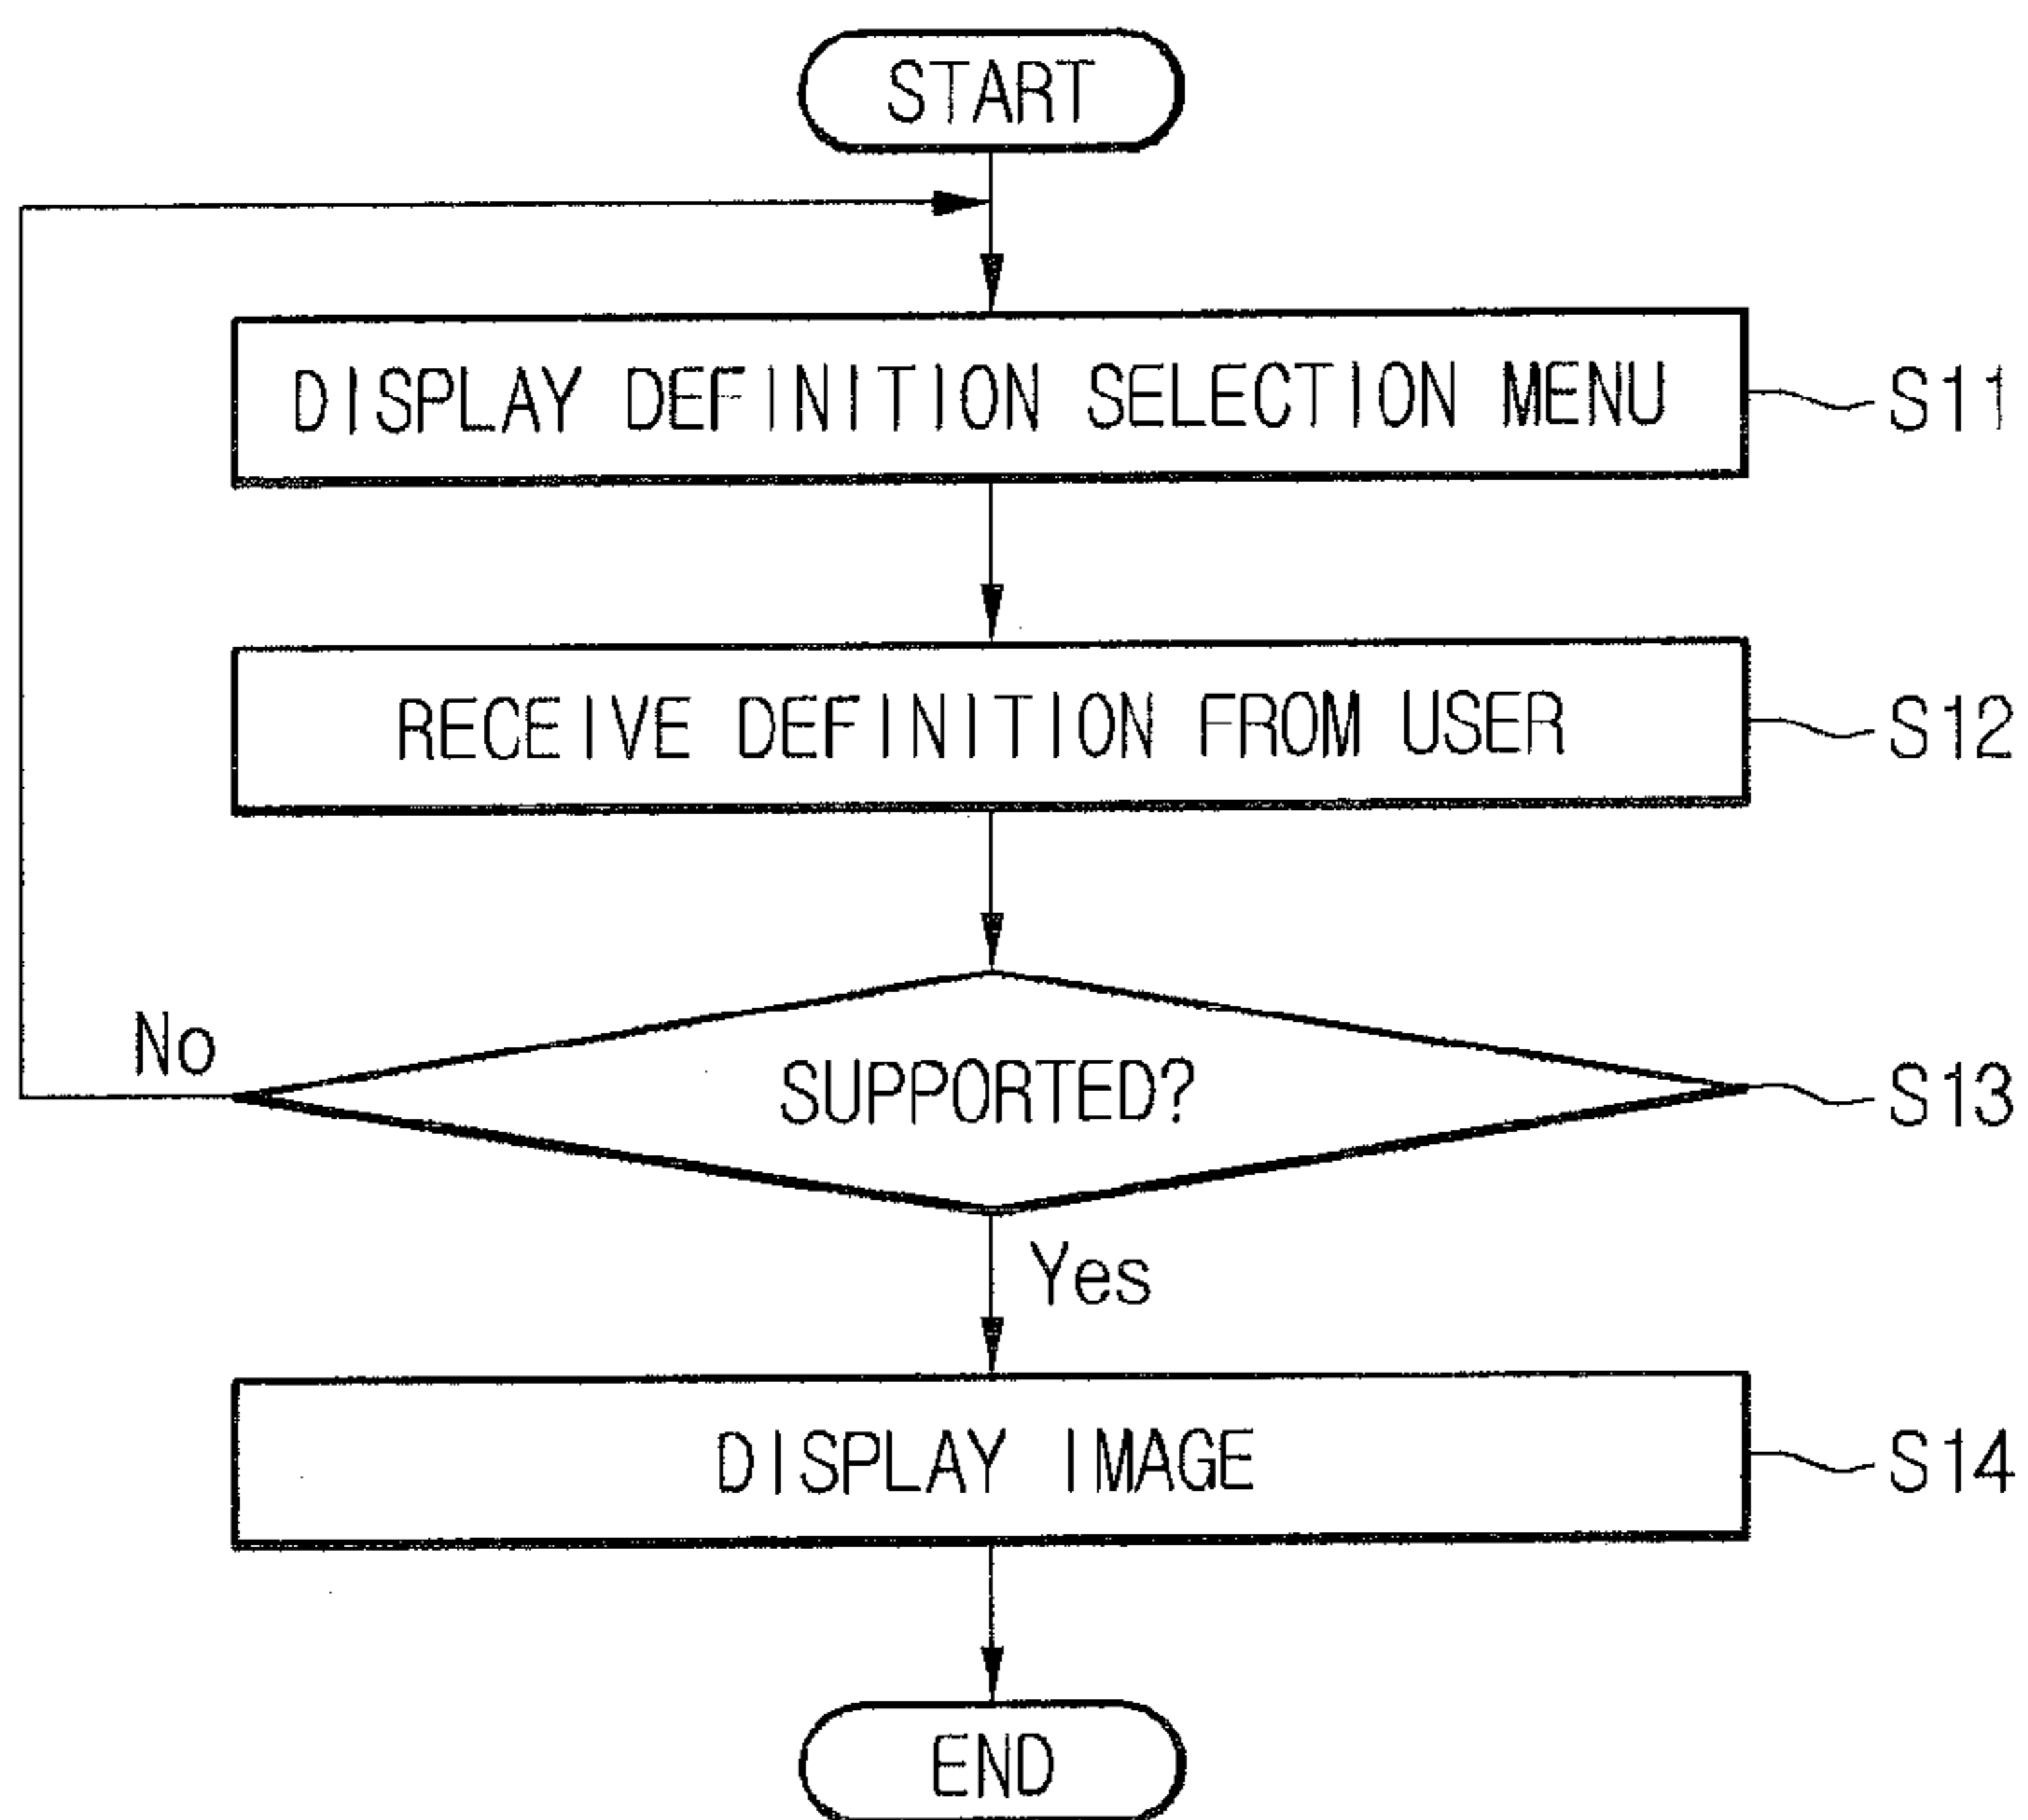 START
DISPLAY DEFINITION SELECTION MENU
S11
RECEIVE DEFINITION FROM USER
S12
No
SUPPORTED?
S13
Yes
DISPLAY IMAGE
S14
END